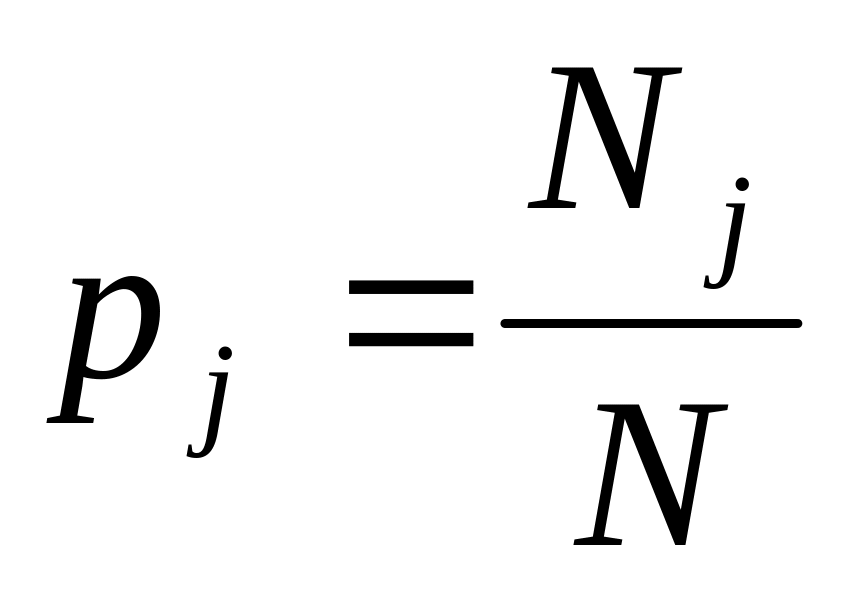 p_j = N_j / N